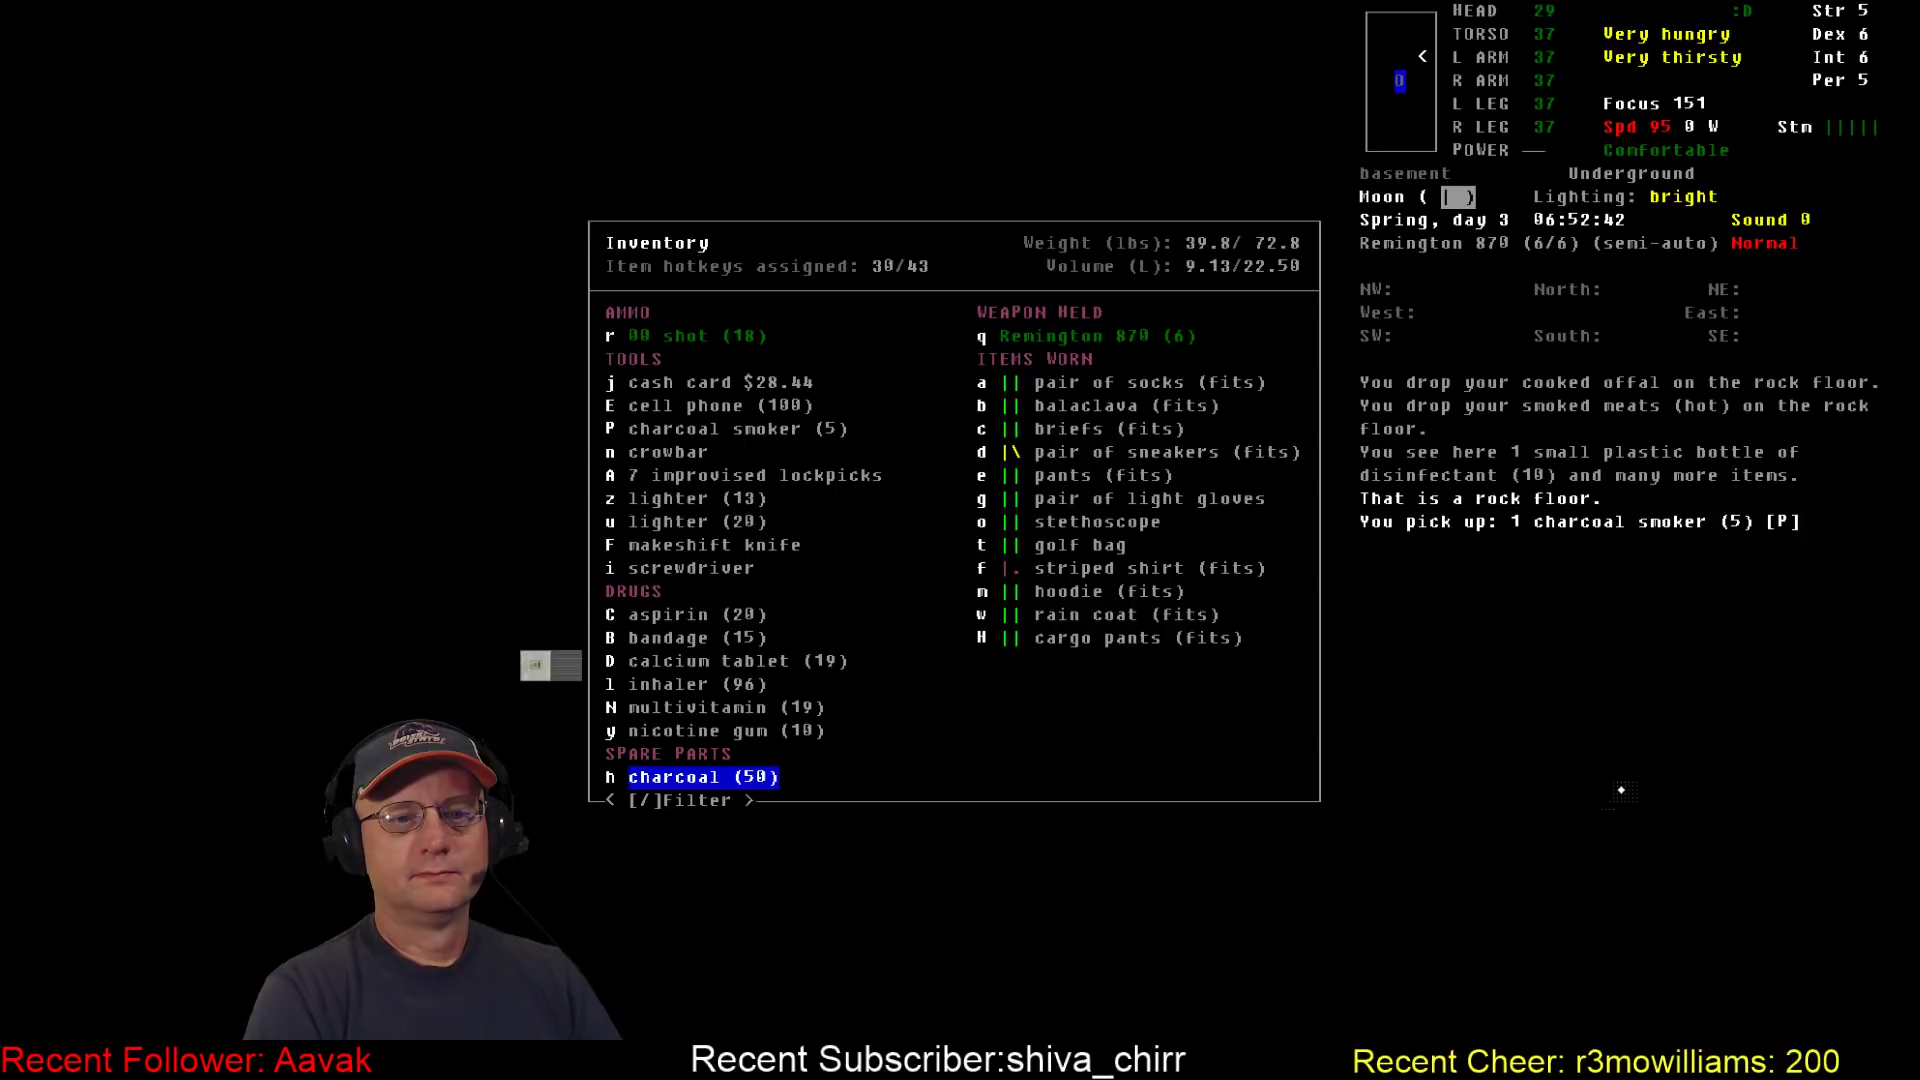 HEAD 29 :D Str 5
TORSO 37 Very hungry Dex 6
L ARM 37 Very thirsty Int 6
R ARM 37 Per 5
L LEG 37 Focus 151
R LEG 37 Spd 95 0 W Stm |||||
POWER —— Comfortable
basement Underground
Moon ( | ) Lighting: bright
Spring, day 3 06:52:42 Sound 0
Remington 870 (6/6) (semi-auto) Normal
NW: North: NE:
West: East:
SW: South: SE:
You drop your cooked offal on the rock floor.
You drop your smoked meats (hot) on the rock
floor.
You see here 1 small plastic bottle of
disinfectant (10) and many more items.
That is a rock floor.
You pick up: 1 charcoal smoker (5) [P]
Inventory Weight (lbs): 39.8/ 72.8
Item hotkeys assigned: 30/43 Volume (L): 9.13/22.50
AMMO
r 00 shot (18)
TOOLS
j cash card $28.44
E cell phone (100)
P charcoal smoker (5)
n crowbar
A 7 improvised lockpicks
z lighter (13)
u lighter (20)
F makeshift knife
i screwdriver
DRUGS
C aspirin (20)
B bandage (15)
D calcium tablet (19)
l inhaler (96)
N multivitamin (19)
y nicotine gum (10)
SPARE PARTS
h charcoal (50)
< [/]Filter >
WEAPON HELD
q Remington 870 (6)
ITEMS WORN
a || pair of socks (fits)
b || balaclava (fits)
c || briefs (fits)
d |\ pair of sneakers (fits)
e || pants (fits)
g || pair of light gloves
o || stethoscope
t || golf bag
f |. striped shirt (fits)
m || hoodie (fits)
w || rain coat (fits)
H || cargo pants (fits)
Recent Follower: Aavak
Recent Subscriber:shiva_chirr
Recent Cheer: r3mowilliams: 200